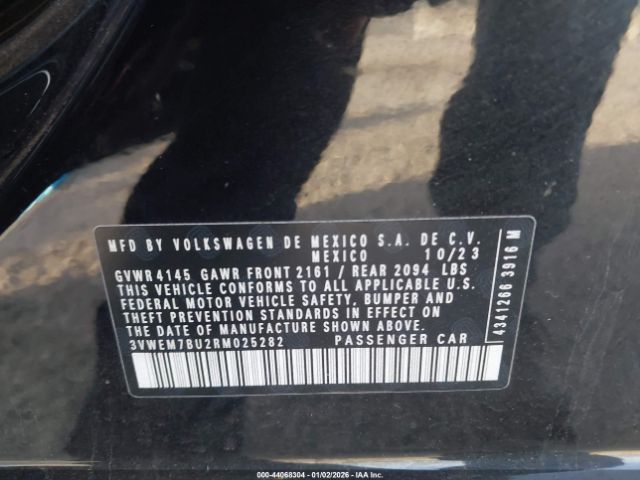 MFD BY VOLKSWAGEN DE MEXICO S.A. DE C.V.
MEXICO 10/23
GVWR 4145 GAWR FRONT 2161 / REAR 2094 LBS
THIS VEHICLE CONFORMS TO ALL APPLICABLE U.S.
FEDERAL MOTOR VEHICLE SAFETY, BUMPER AND
THEFT PREVENTION STANDARDS IN EFFECT ON
THE DATE OF MANUFACTURE SHOWN ABOVE.
3VWEM7BU2RM025282 PASSENGER CAR
4341266 3916 M
000-44068304 | 01/02/2026 - IAA Inc.